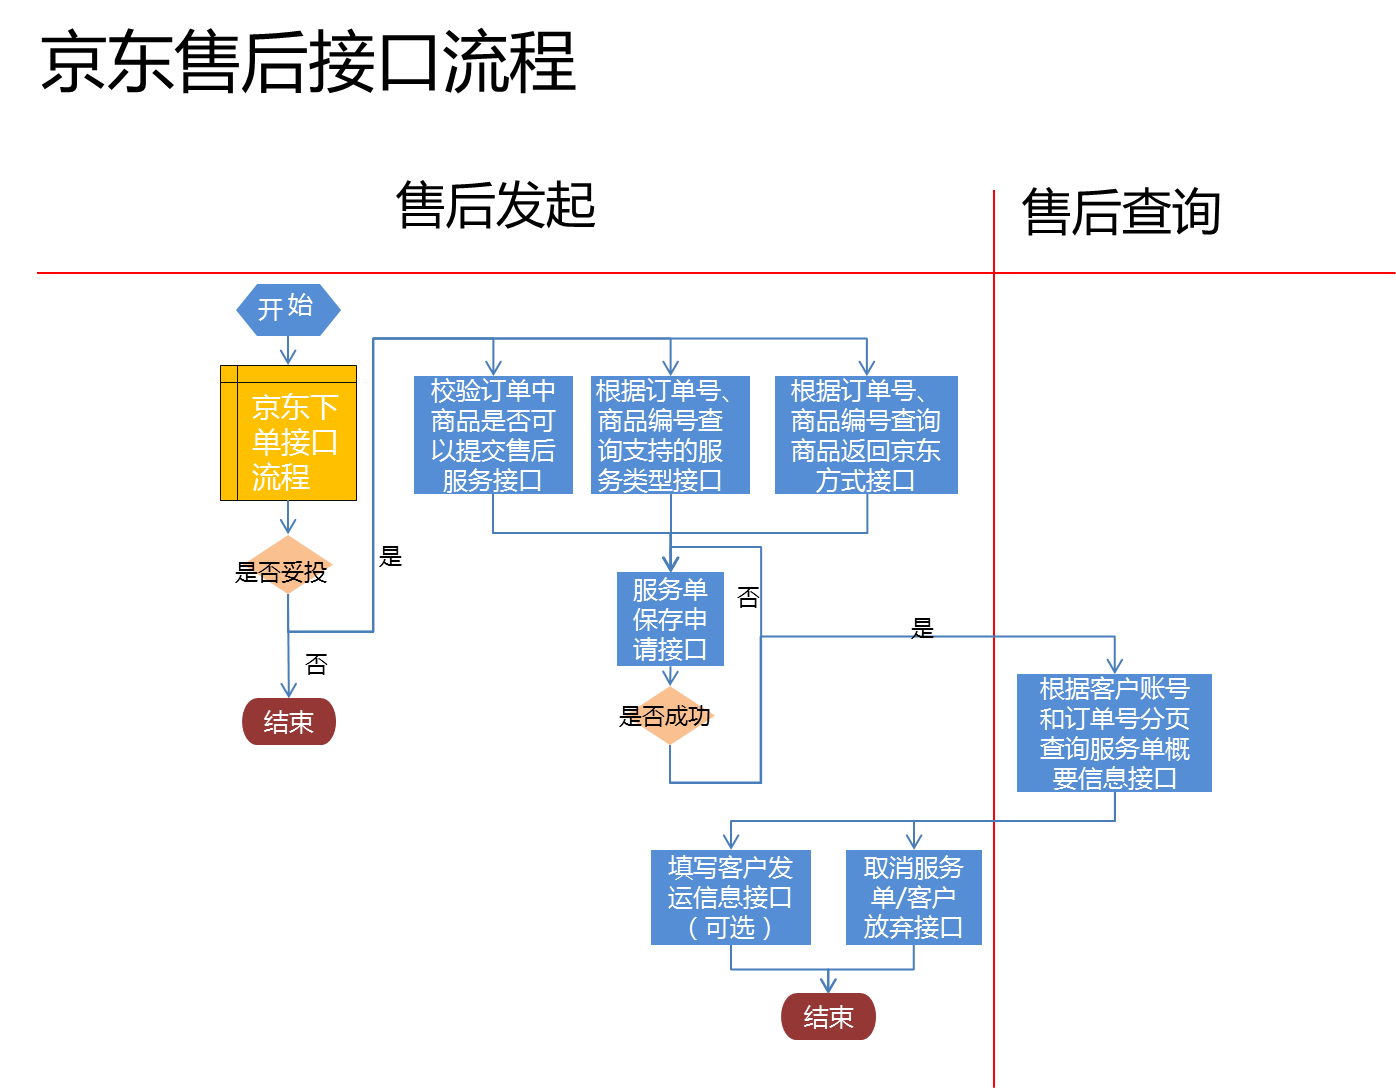 京东售后接口流程
售后发起
售后查询
开始
京东下
单接口
流程
是否妥投
是
否
结束
校验订单中
商品是否可
以提交售后
服务接口
根据订单号、
商品编号查
询支持的服
务类型接口
根据订单号、
商品编号查询
商品返回京东
方式接口
服务单
保存申
请接口
否
是否成功
是
根据客户账号
和订单号分页
查询服务单概
要信息接口
填写客户发
运信息接口
（可选）
取消服务
单/客户
放弃接口
结束